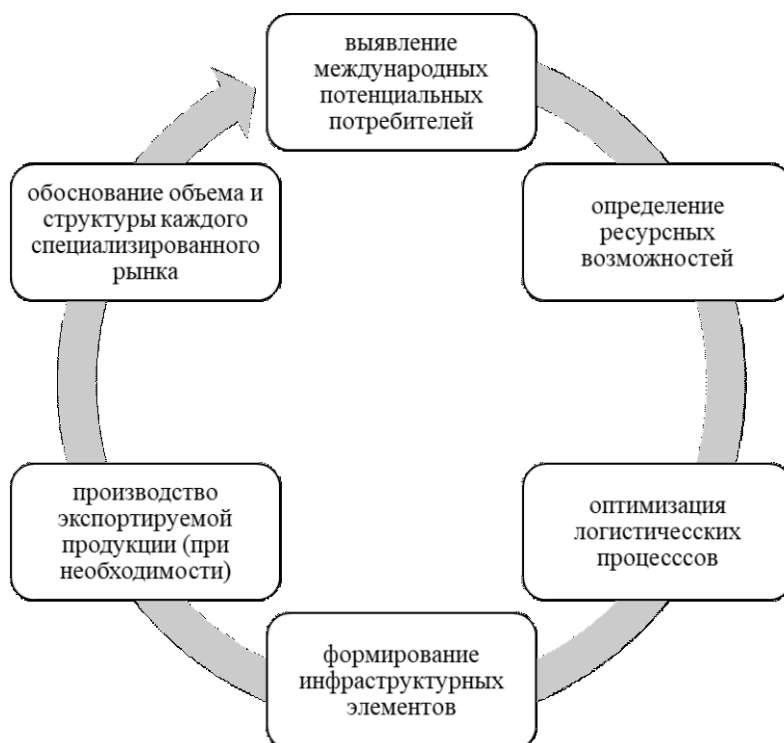 выявление
международных
потенциальных
потребителей
определение
ресурсных
возможностей
оптимизация
логистичесских
процесссов
формирование
инфраструктурных
элементов
производство
экспортируемой
продукции (при
необходимости)
обоснование объема и
структуры каждого
специализированного
рынка